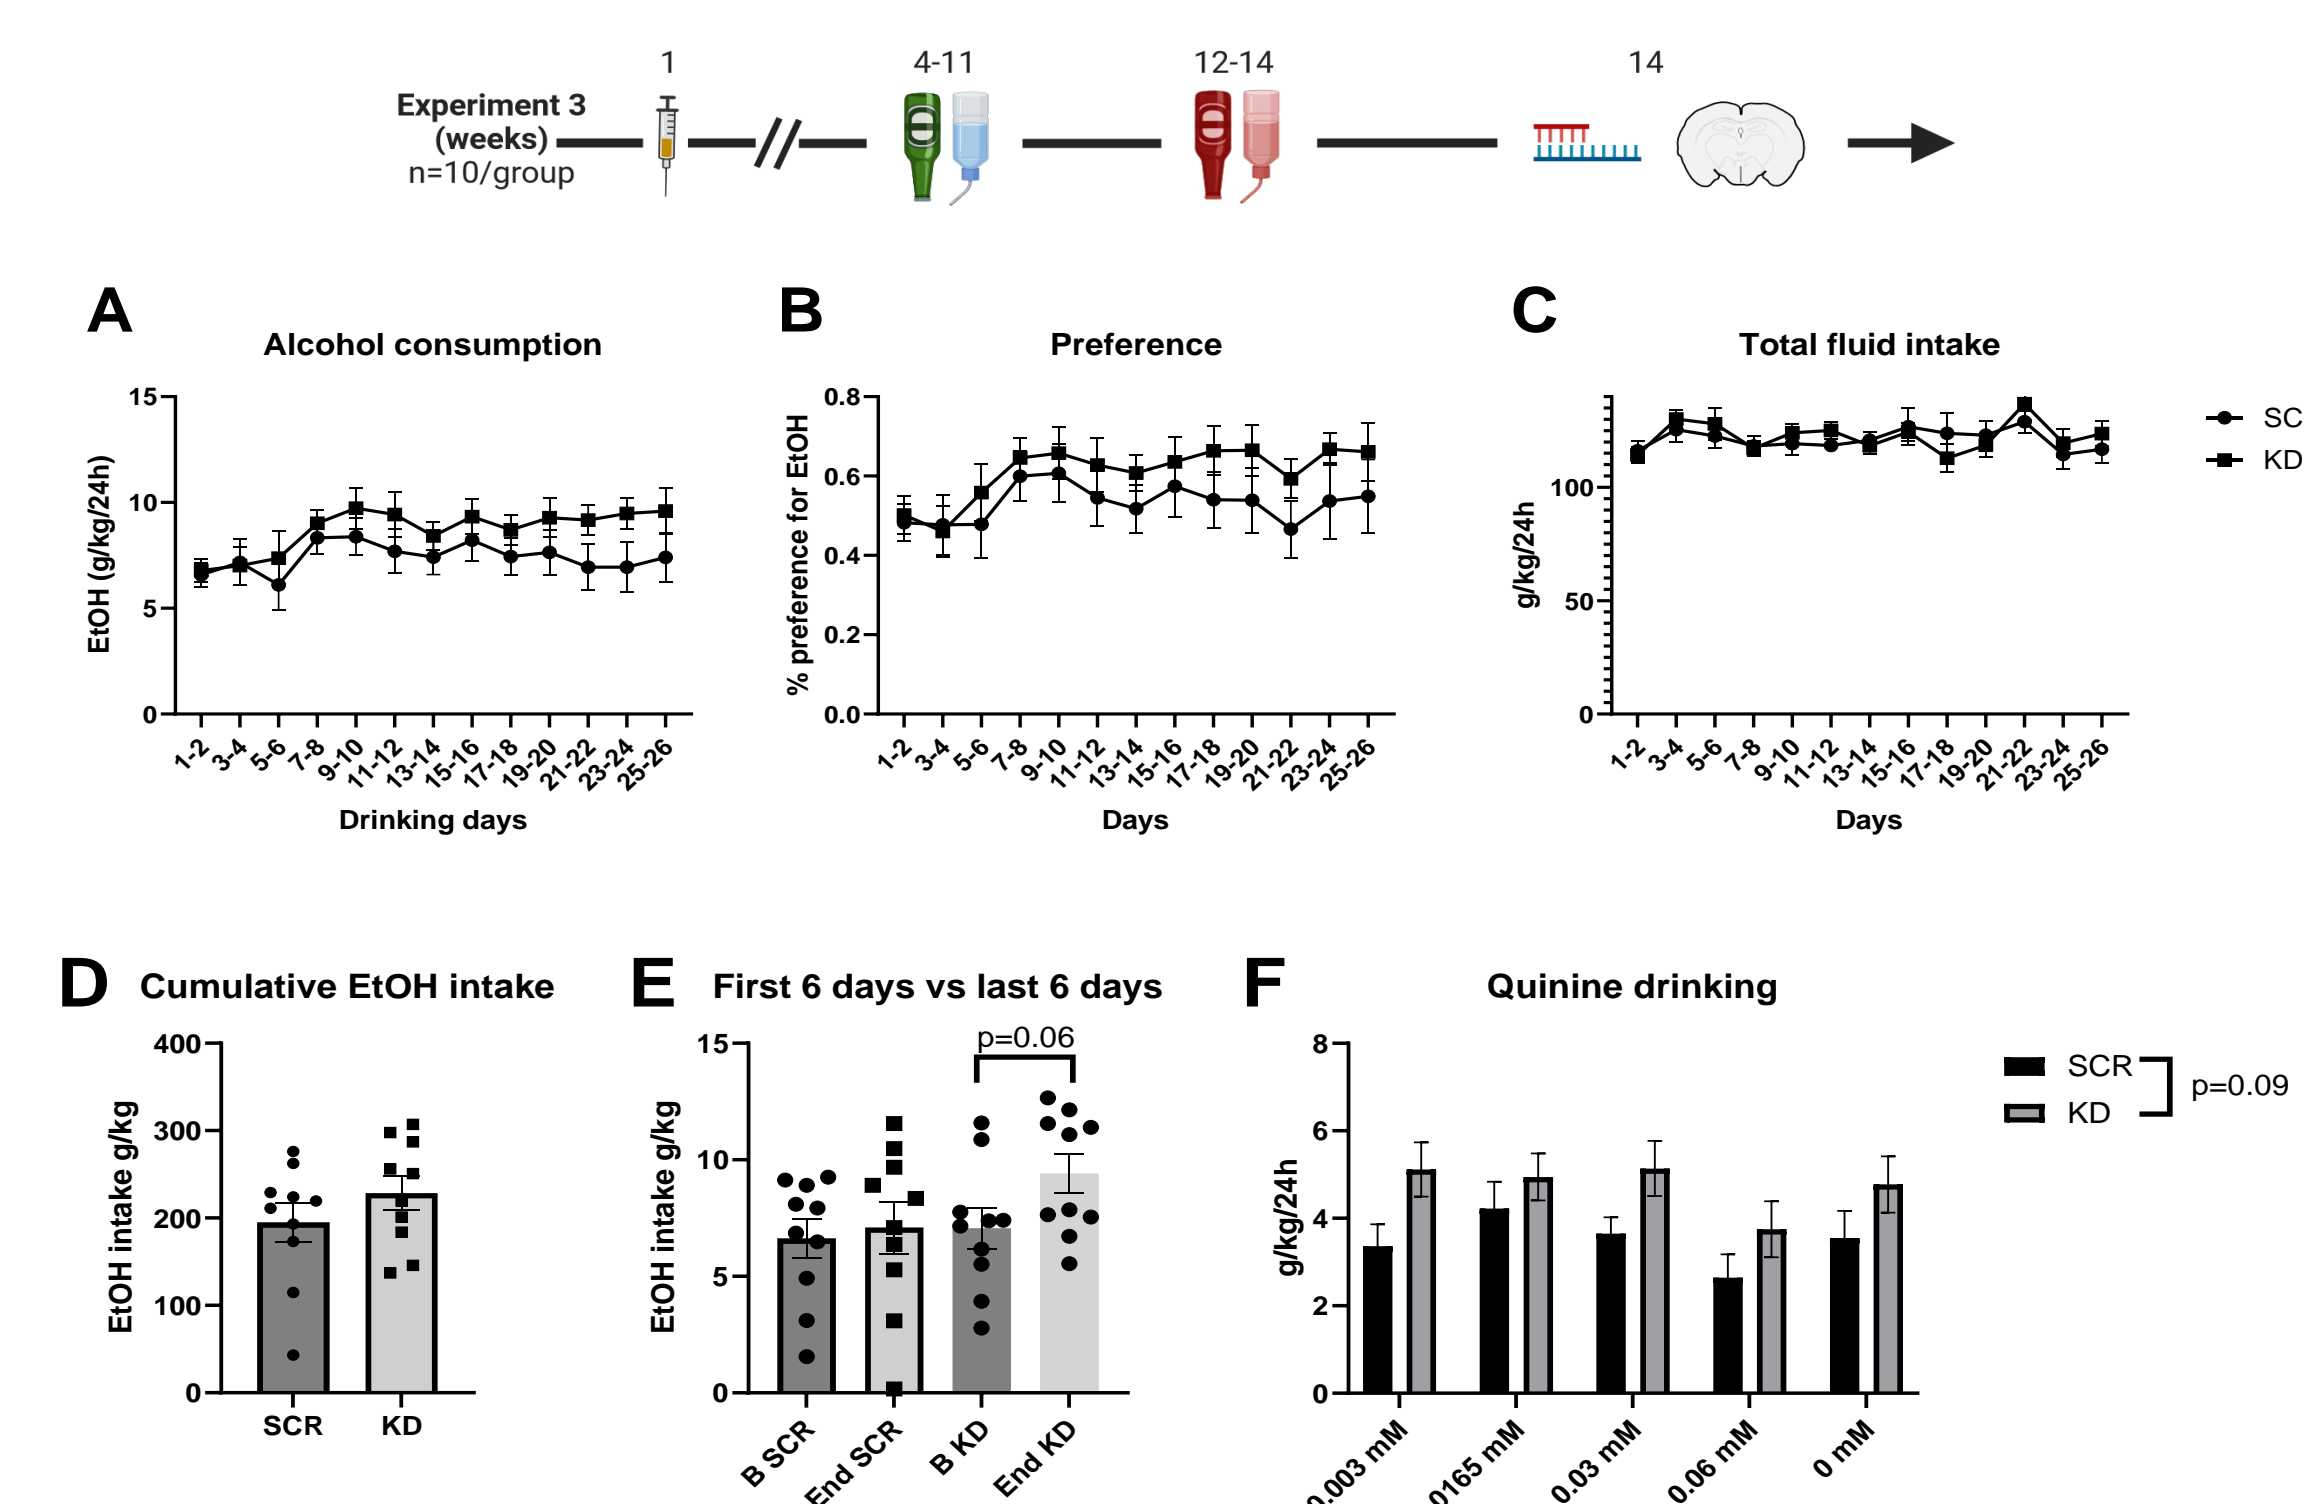 1
4-11
12-14
14
Experiment 3
(weeks)
n=10/group
A
Alcohol consumption
EtOH (g/kg/24h)
15
10
5
0
1-2
3-4
5-6
7-8
9-10
11-12
13-14
15-16
17-18
19-20
21-22
23-24
25-26
Drinking days
B
Preference
% preference for EtOH
0.8
0.6
0.4
0.2
0.0
1-2
3-4
5-6
7-8
9-10
11-12
13-14
15-16
17-18
19-20
21-22
23-24
25-26
Days
C
Total fluid intake
g/kg/24h
100
50
0
1-2
3-4
5-6
7-8
9-10
11-12
13-14
15-16
17-18
19-20
21-22
23-24
25-26
Days
SC
KD
D
Cumulative EtOH intake
EtOH intake g/kg
400
300
200
100
0
SCR
KD
E
First 6 days vs last 6 days
EtOH intake g/kg
15
10
5
0
p=0.06
B SCR
End SCR
B KD
End KD
F
Quinine drinking
g/kg/24h
8
6
4
2
0
0.003 mM
0165 mM
0.03 mM
0.06 mM
0 mM
SCR
KD
p=0.09